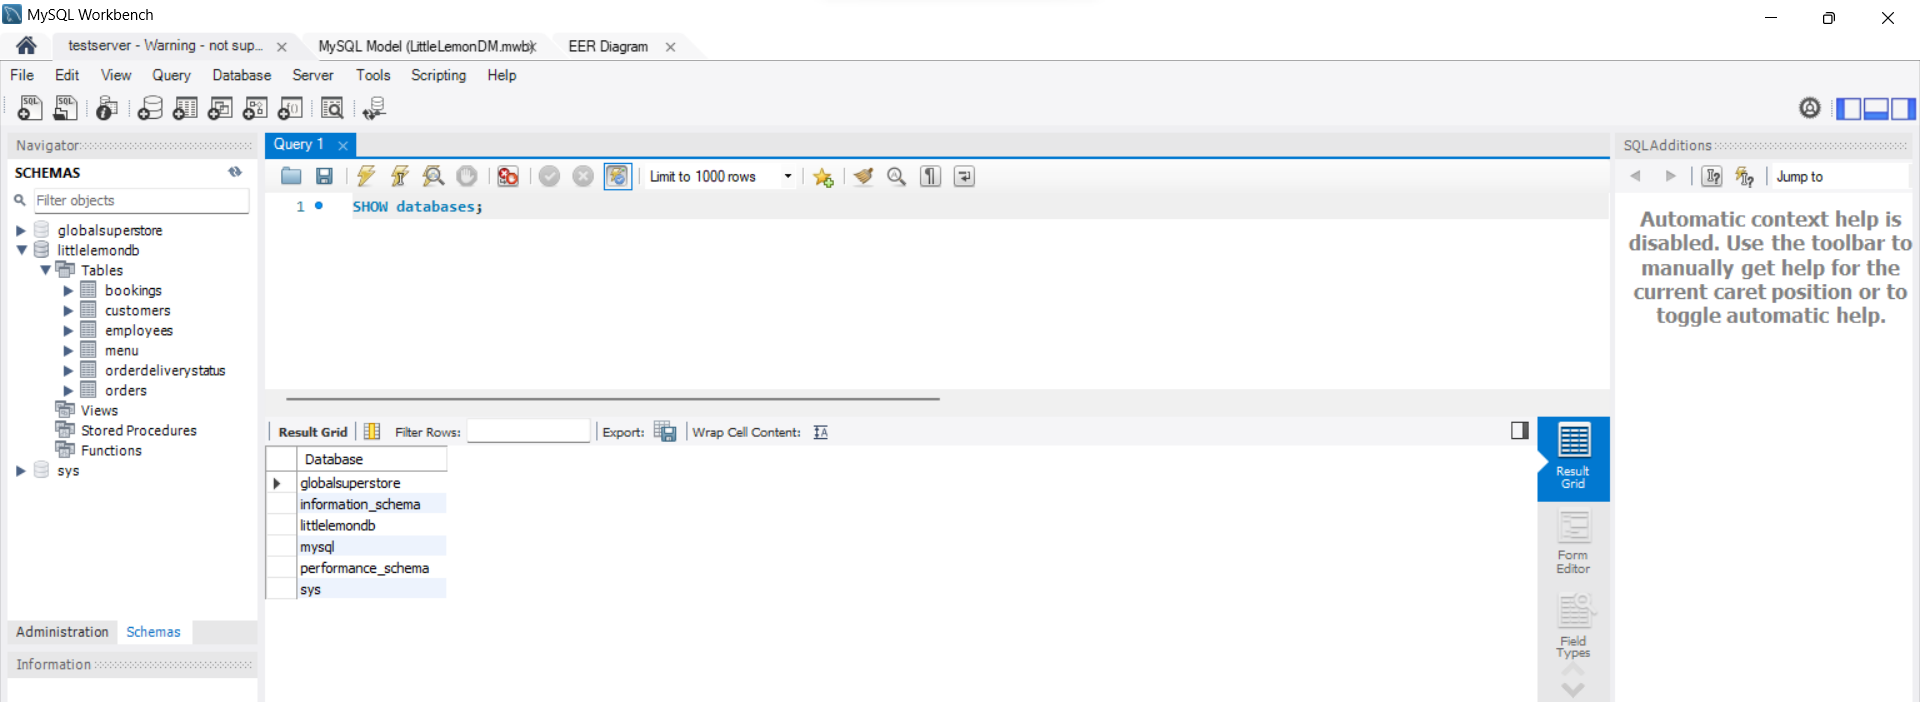 MySQL Workbench
testserver - Warning - not sup...
MySQL Model (LittleLemonDM.mwb)
EER Diagram
File Edit View Query Database Server Tools Scripting Help
Navigator
SCHEMAS
Filter objects
globalsuperstore
littlelemondb
Tables
bookings
customers
employees
menu
orderdeliverystatus
orders
Views
Stored Procedures
Functions
sys
Administration Schemas
Information
Query 1
Limit to 1000 rows
1 SHOW databases;
Result Grid Filter Rows: Export: Wrap Cell Content:
Database
globalsuperstore
information_schema
littlelemondb
mysql
performance_schema
sys
Result
Grid
Form
Editor
Field
Types
SQLAdditions
Jump to
Automatic context help is
disabled. Use the toolbar to
manually get help for the
current caret position or to
toggle automatic help.